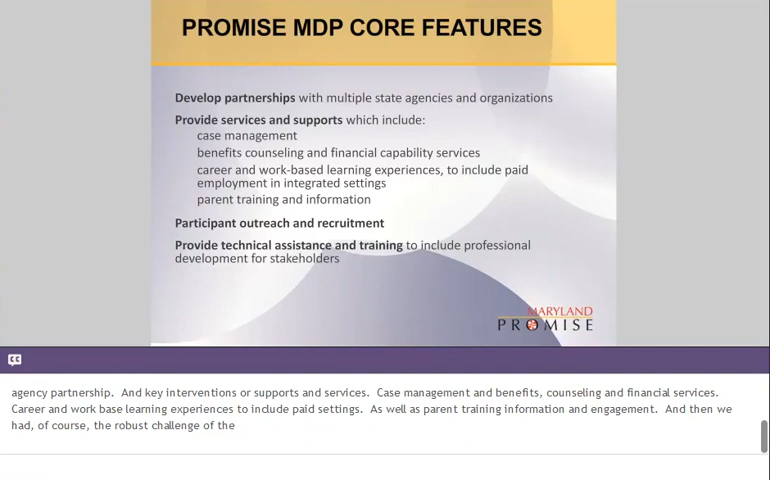 PROMISE MDP CORE FEATURES
Develop partnerships with multiple state agencies and organizations
Provide services and supports which include:
case management
benefits counseling and financial capability services
career and work-based learning experiences, to include paid
employment in integrated settings
parent training and information
Participant outreach and recruitment
Provide technical assistance and training to include professional
development for stakeholders
MARYLAND
PROMISE
CC
agency partnership.  And key interventions or supports and services.  Case management and benefits, counseling and financial services.
Career and work base learning experiences to include paid settings.  As well as parent training information and engagement.  And then we
had, of course, the robust challenge of the